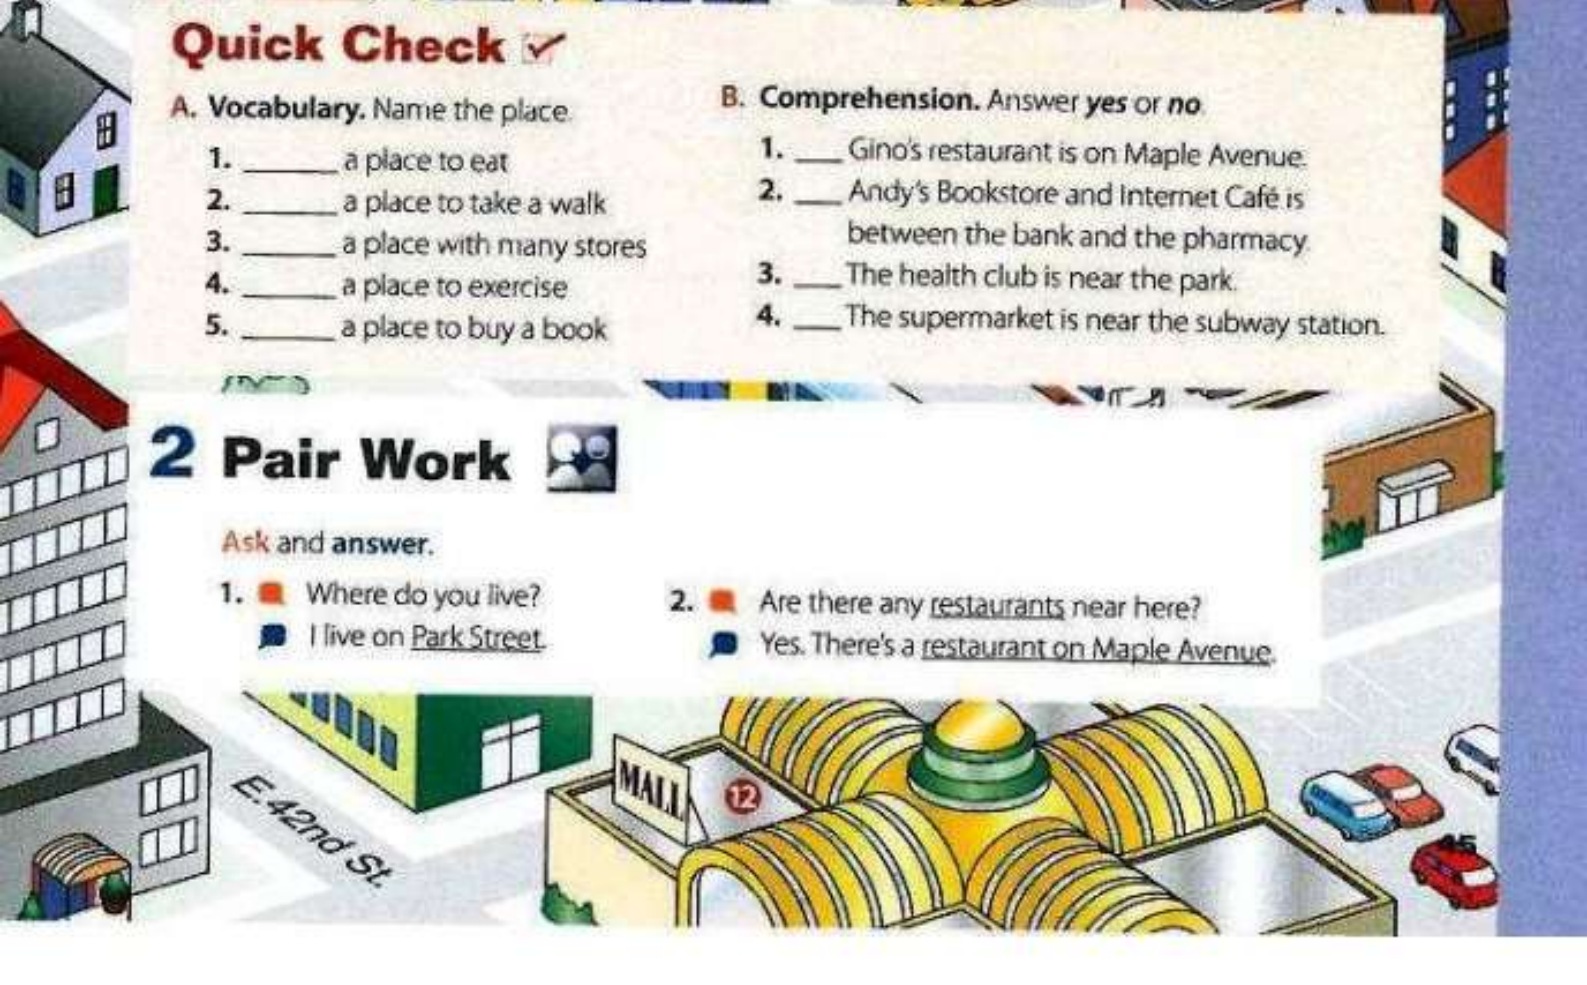 Quick Check
A. Vocabulary. Name the place.
1. ______ a place to eat
2. ______ a place to take a walk
3. ______ a place with many stores
4. ______ a place to exercise
5. ______ a place to buy a book
B. Comprehension. Answer yes or no.
1. ___ Gino's restaurant is on Maple Avenue.
2. ___ Andy's Bookstore and Internet Café is
between the bank and the pharmacy.
3. ___ The health club is near the park.
4. ___ The supermarket is near the subway station.
2 Pair Work
Ask and answer.
1. Where do you live?
I live on Park Street.
2. Are there any restaurants near here?
Yes. There's a restaurant on Maple Avenue.
E. 42nd St.
MALL
12